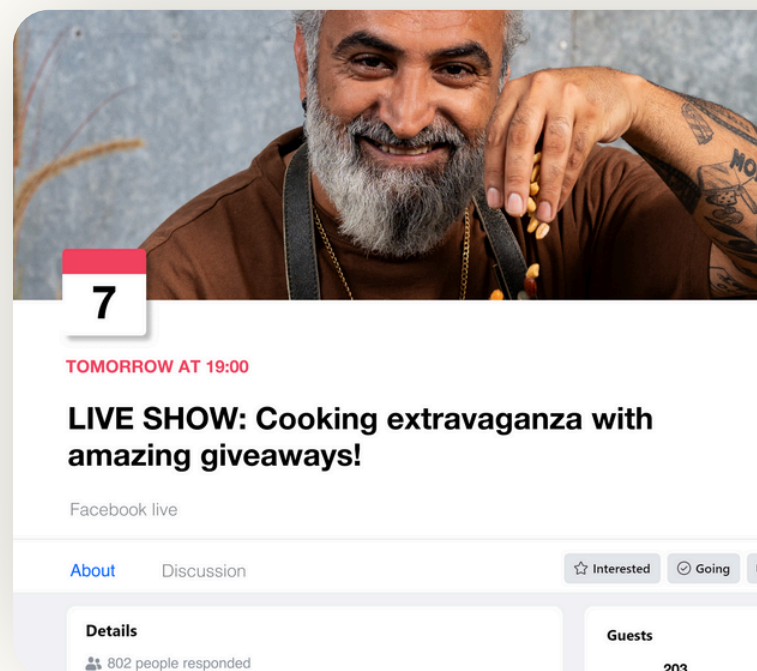 7
TOMORROW AT 19:00
LIVE SHOW: Cooking extravaganza with
amazing giveaways!
Facebook live
About
Discussion
Interested
Going
Details
Guests
802 people responded
203